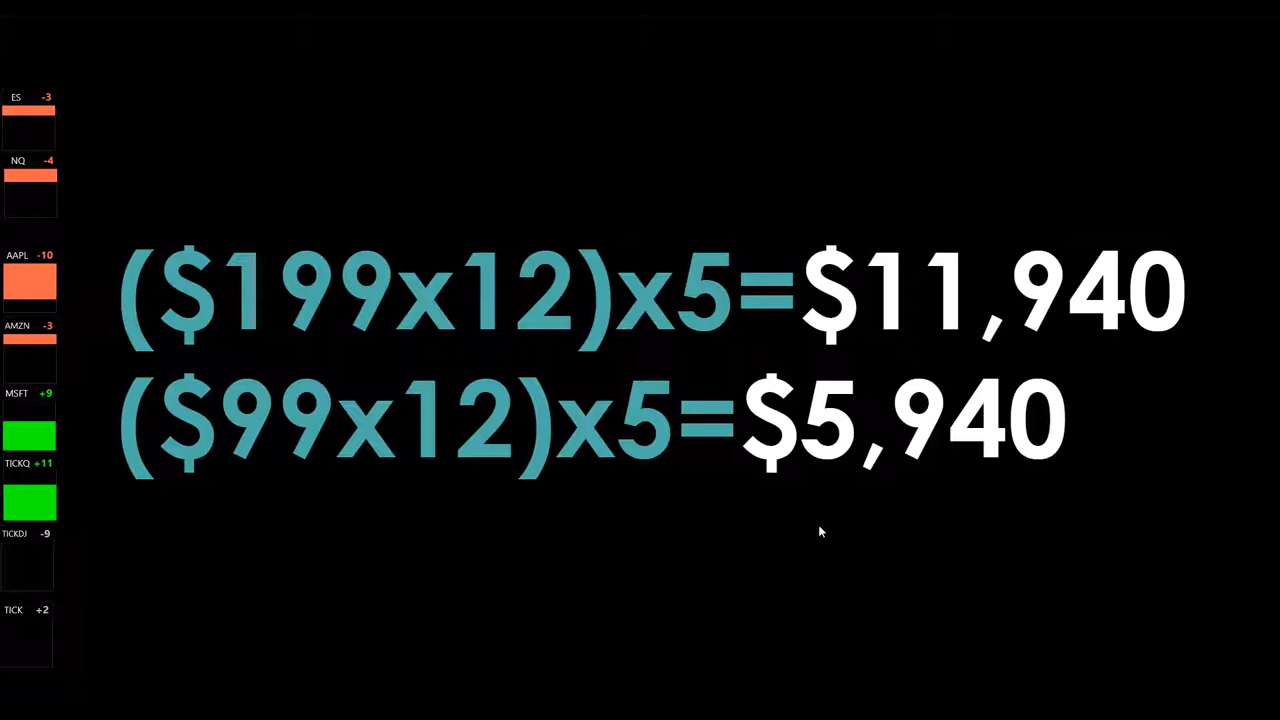 ES -3
NQ -4
AAPL -10
AMZN -3
MSFT +9
TICKQ +11
TICKDJ -9
TICK +2
($199x12)x5=$11,940
($99x12)x5=$5,940